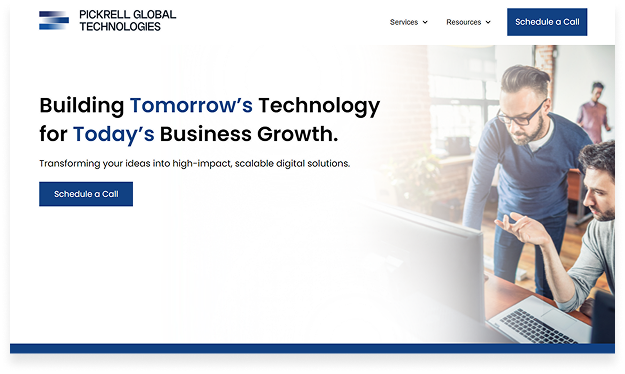 PICKRELL GLOBAL
TECHNOLOGIES
Services
Resources
Schedule a Call
Building Tomorrow's Technology
for Today's Business Growth.
Transforming your ideas into high-impact, scalable digital solutions.
Schedule a Call